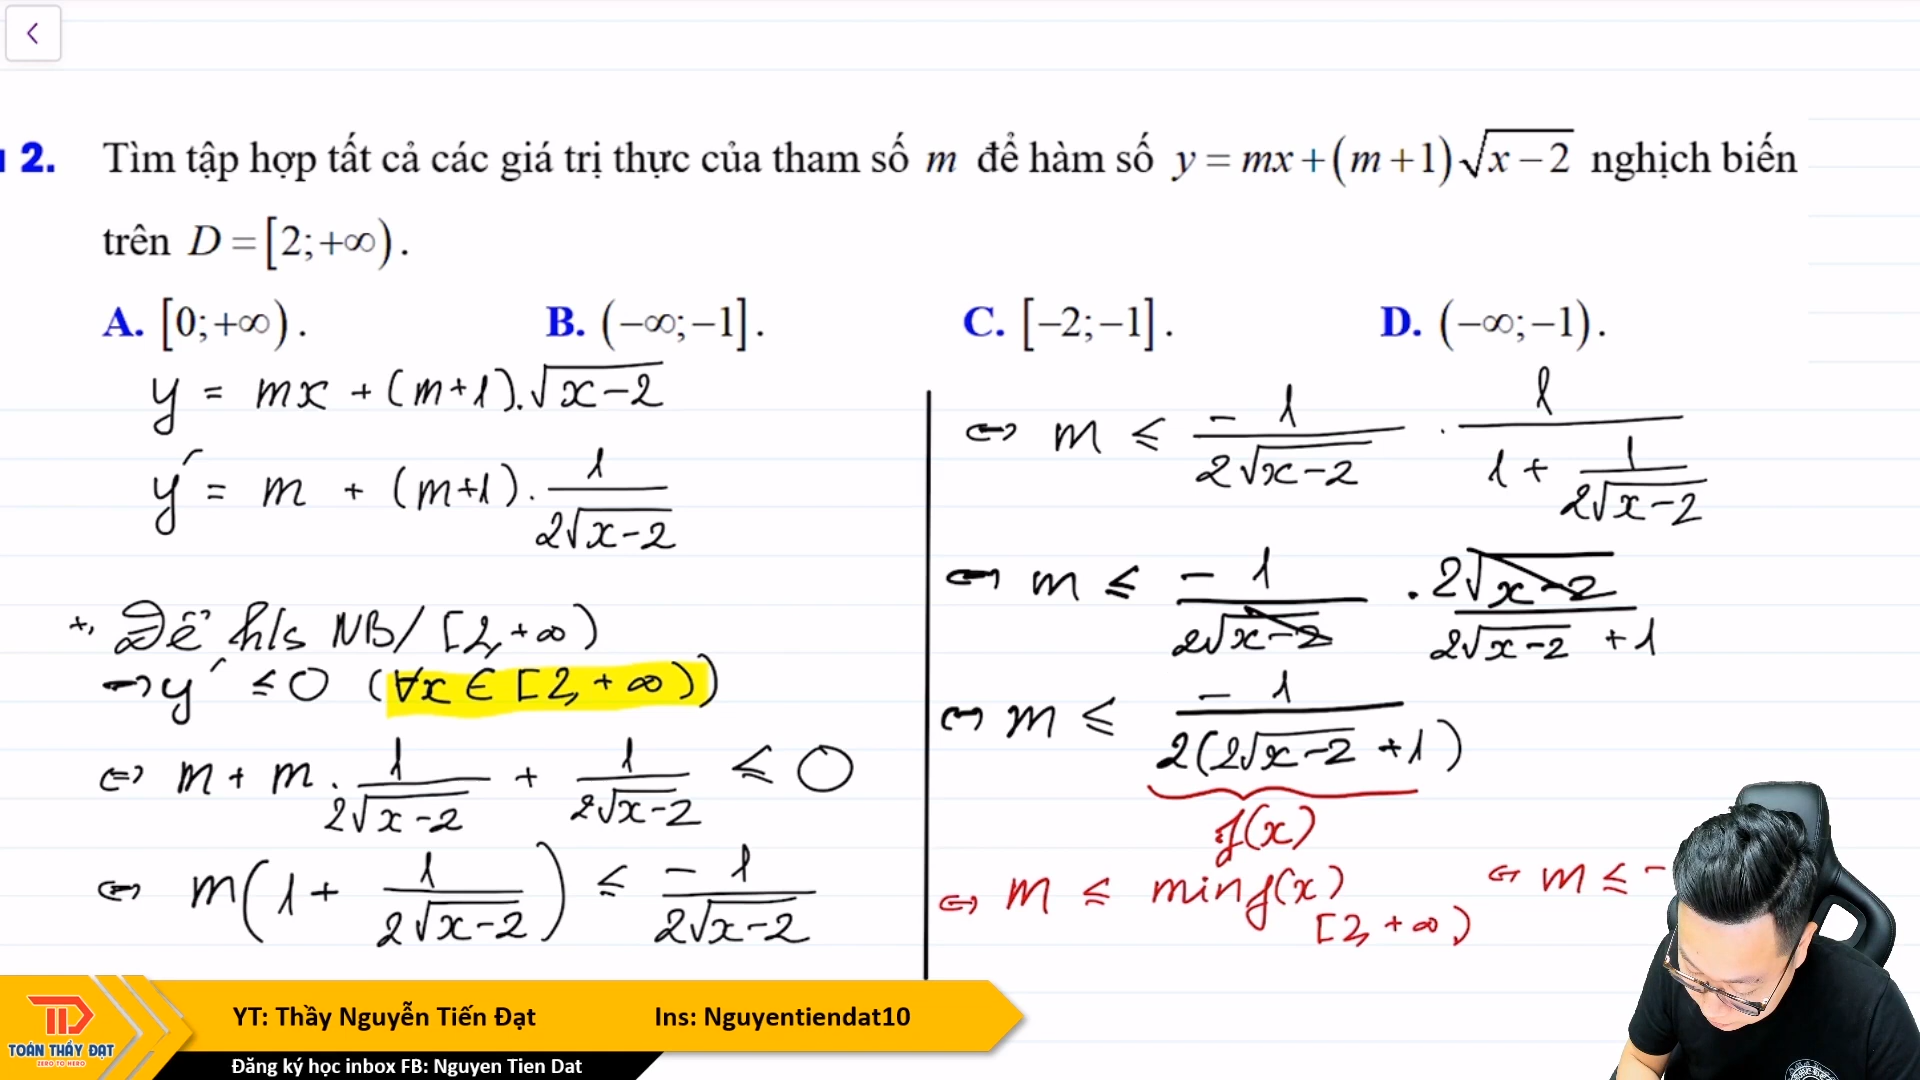 2. Tìm tập hợp tất cả các giá trị thực của tham số m để hàm số y = mx + (m + 1)√(x − 2) nghịch biến
trên D = [2; +∞).
A. [0; +∞). B. (−∞; −1]. C. [−2; −1]. D. (−∞; −1).
y = mx + (m+1).√(x−2)
y' = m + (m+1). 1/(2√(x−2))
+, Để h/s NB/ [2, +∞)
→ y' ≤ 0 (∀x ∈ [2, +∞))
⇔ m + m. 1/(2√(x−2)) + 1/(2√(x−2)) ≤ 0
⇔ m(1 + 1/(2√(x−2))) ≤ −1/(2√(x−2))
⇔ m ≤ −1/(2√(x−2)) . 1/(1 + 1/(2√(x−2)))
⇔ m ≤ −1/(2√(x−2)) . 2√(x−2)/(2√(x−2) + 1)
⇔ m ≤ −1/(2(2√(x−2) + 1))
f(x)
⇔ m ≤ min f(x) ⇔ m ≤ −
[2, +∞)
YT: Thầy Nguyễn Tiến Đạt Ins: Nguyentiendat10
TOÁN THẦY ĐẠT
ZERO TO HERO
Đăng ký học inbox FB: Nguyen Tien Dat